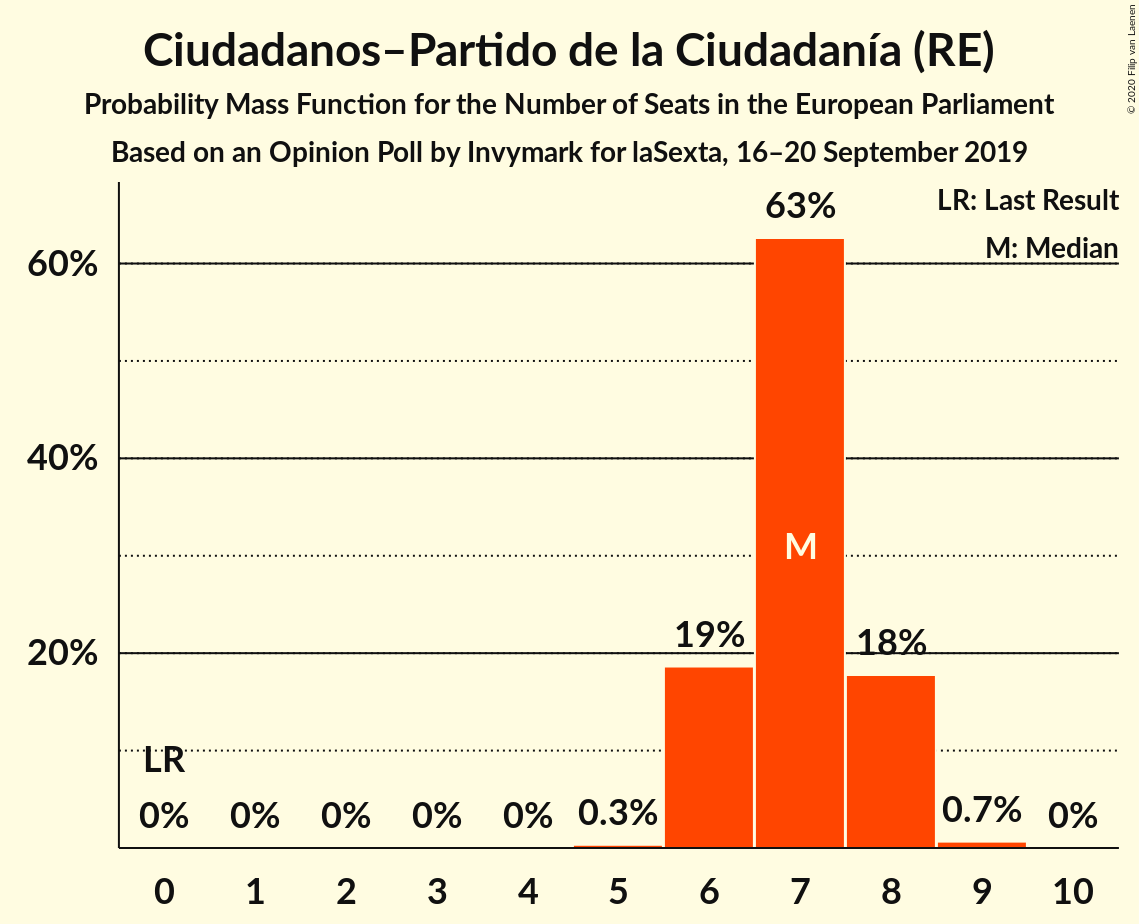 Ciudadanos–Partido de la Ciudadanía (RE)
Probability Mass Function for the Number of Seats in the European Parliament
Based on an Opinion Poll by Invymark for laSexta, 16–20 September 2019
© 2020 Filip van Laenen
LR: Last Result
M: Median
63%
60%
40%
M
19%
18%
20%
LR
0%
0%
0%
0%
0%
0.3%
0.7%
0%
0 1 2 3 4 5 6 7 8 9 10